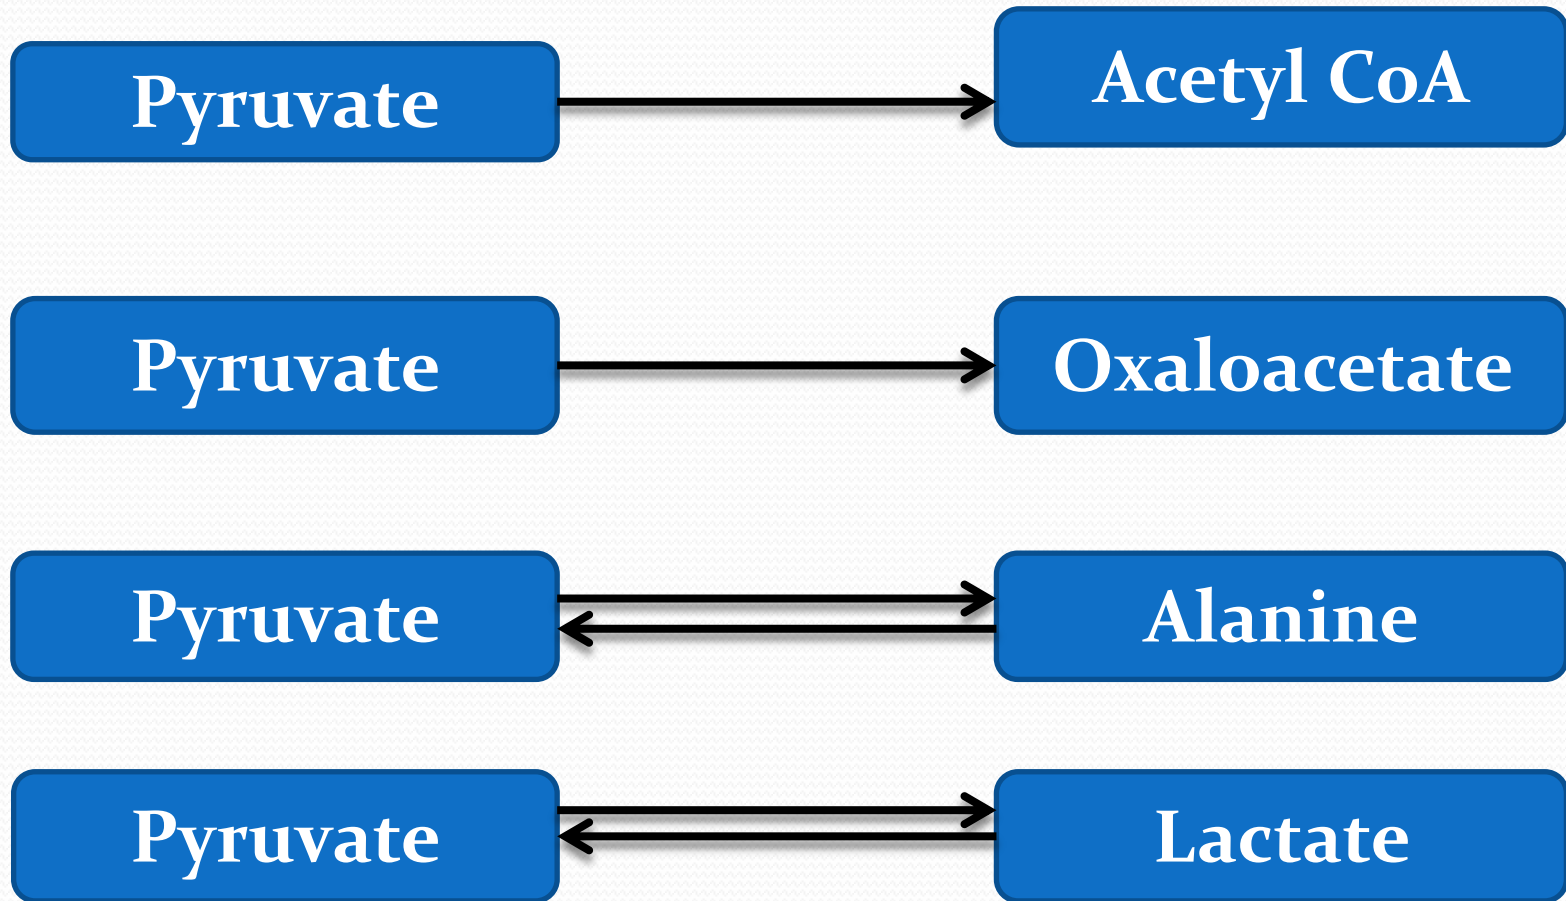 Pyruvate
Acetyl CoA
Pyruvate
Oxaloacetate
Pyruvate
Alanine
Pyruvate
Lactate